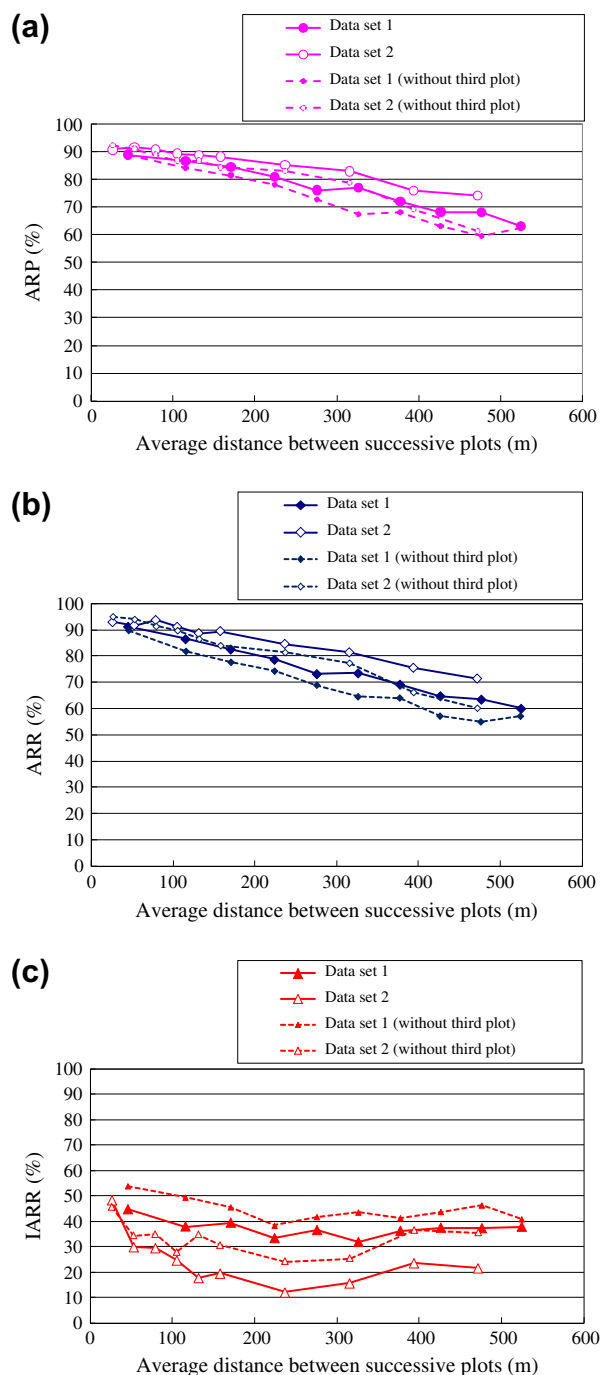 (a)
Data set 1
Data set 2
Data set 1 (without third plot)
Data set 2 (without third plot)
100
90
80
70
60
50
40
30
20
10
0
ARP (%)
0 100 200 300 400 500 600
Average distance between successive plots (m)
(b)
Data set 1
Data set 2
Data set 1 (without third plot)
Data set 2 (without third plot)
100
90
80
70
60
50
40
30
20
10
0
ARR (%)
0 100 200 300 400 500 600
Average distance between successive plots (m)
(c)
Data set 1
Data set 2
Data set 1 (without third plot)
Data set 2 (without third plot)
100
90
80
70
60
50
40
30
20
10
0
IARR (%)
0 100 200 300 400 500 600
Average distance between successive plots (m)